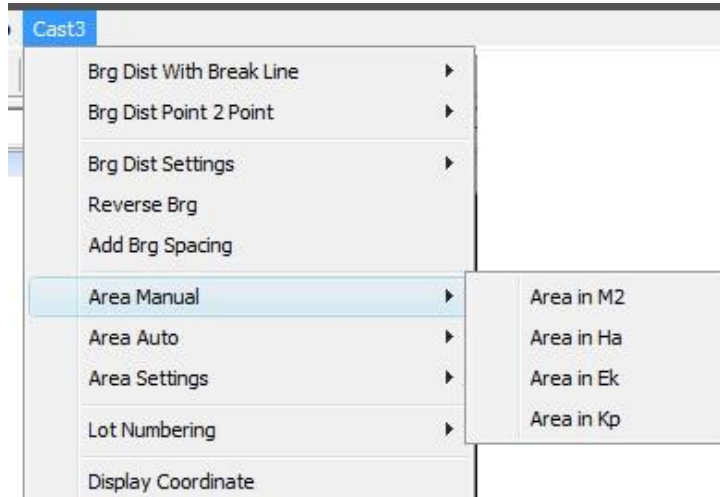 Cast3
Brg Dist With Break Line
Brg Dist Point 2 Point
Brg Dist Settings
Reverse Brg
Add Brg Spacing
Area Manual
Area Auto
Area Settings
Lot Numbering
Display Coordinate
Area in M2
Area in Ha
Area in Ek
Area in Kp